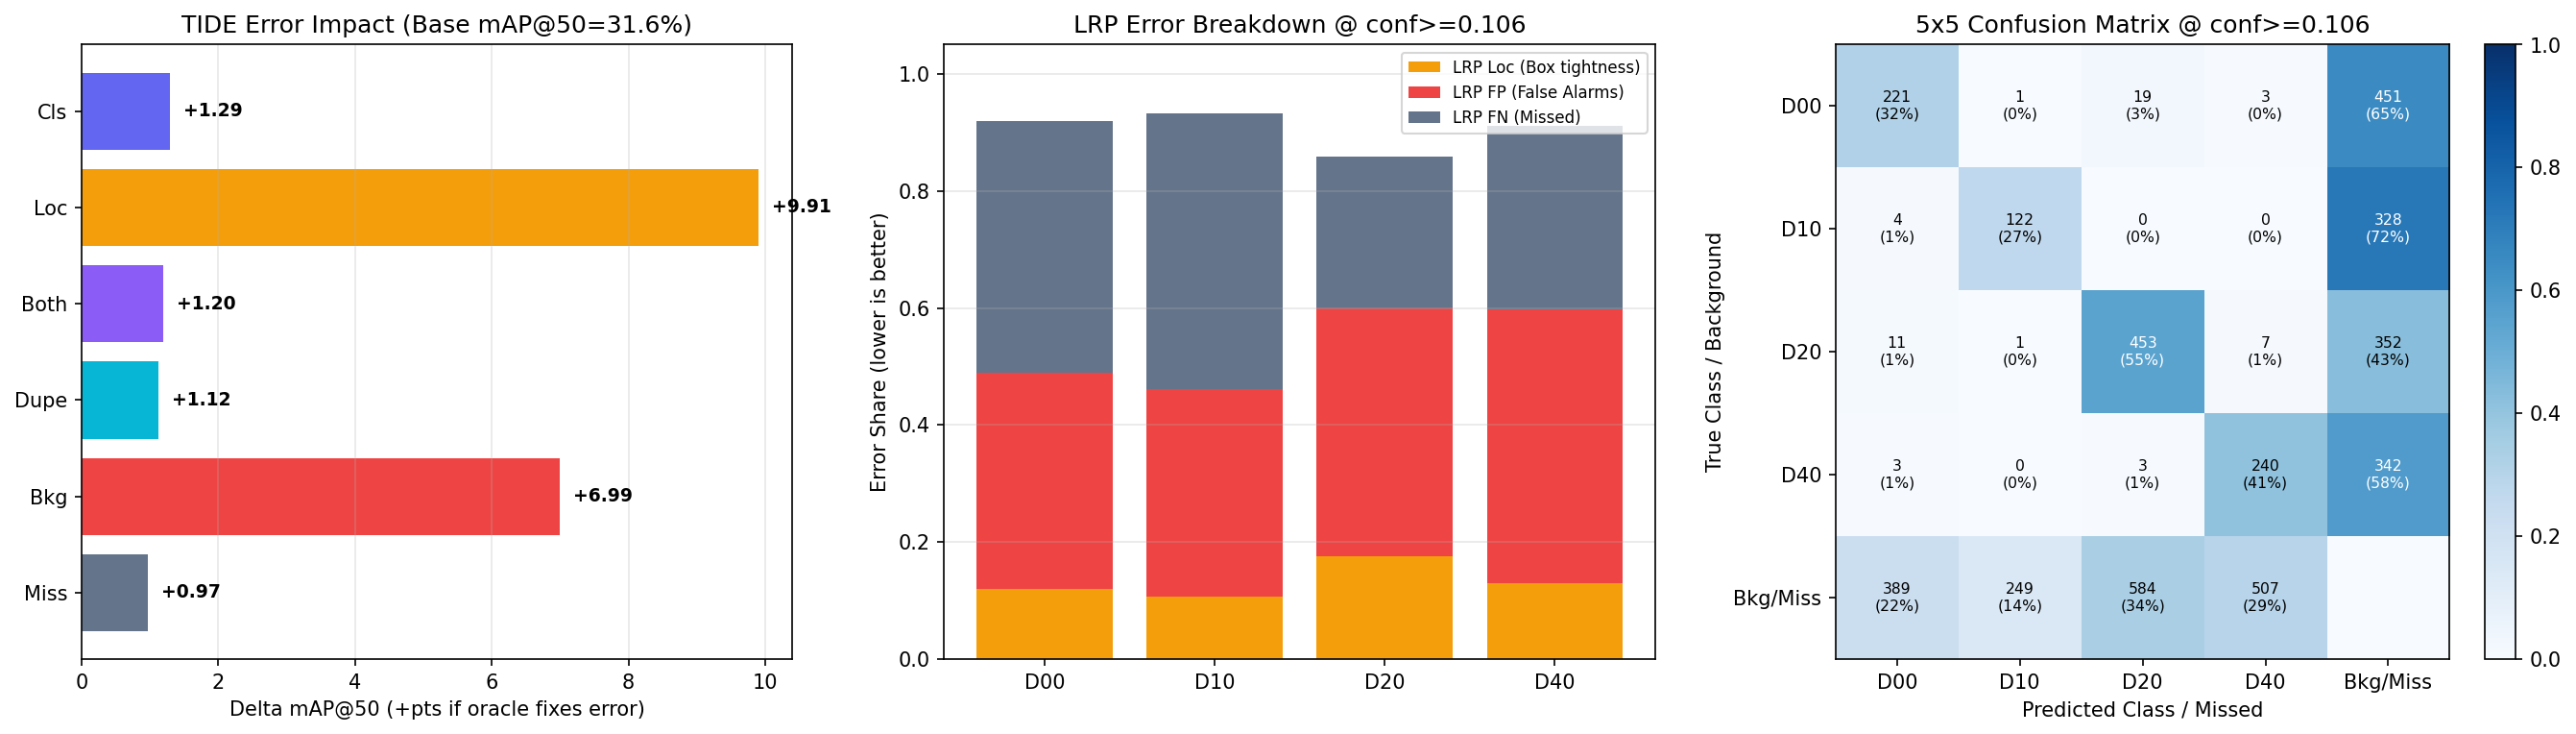 TIDE Error Impact (Base mAP@50=31.6%)
Cls
+1.29
Loc
+9.91
Both
+1.20
Dupe
+1.12
Bkg
+6.99
Miss
+0.97
0 2 4 6 8 10
Delta mAP@50 (+pts if oracle fixes error)
LRP Error Breakdown @ conf>=0.106
LRP Loc (Box tightness)
LRP FP (False Alarms)
LRP FN (Missed)
Error Share (lower is better)
1.0
0.8
0.6
0.4
0.2
0.0
D00 D10 D20 D40
5x5 Confusion Matrix @ conf>=0.106
True Class / Background
D00
221 1 19 3 451
(32%) (0%) (3%) (0%) (65%)
D10
4 122 0 0 328
(1%) (27%) (0%) (0%) (72%)
D20
11 1 453 7 352
(1%) (0%) (55%) (1%) (43%)
D40
3 0 3 240 342
(1%) (0%) (1%) (41%) (58%)
Bkg/Miss
389 249 584 507
(22%) (14%) (34%) (29%)
D00 D10 D20 D40 Bkg/Miss
Predicted Class / Missed
1.0
0.8
0.6
0.4
0.2
0.0